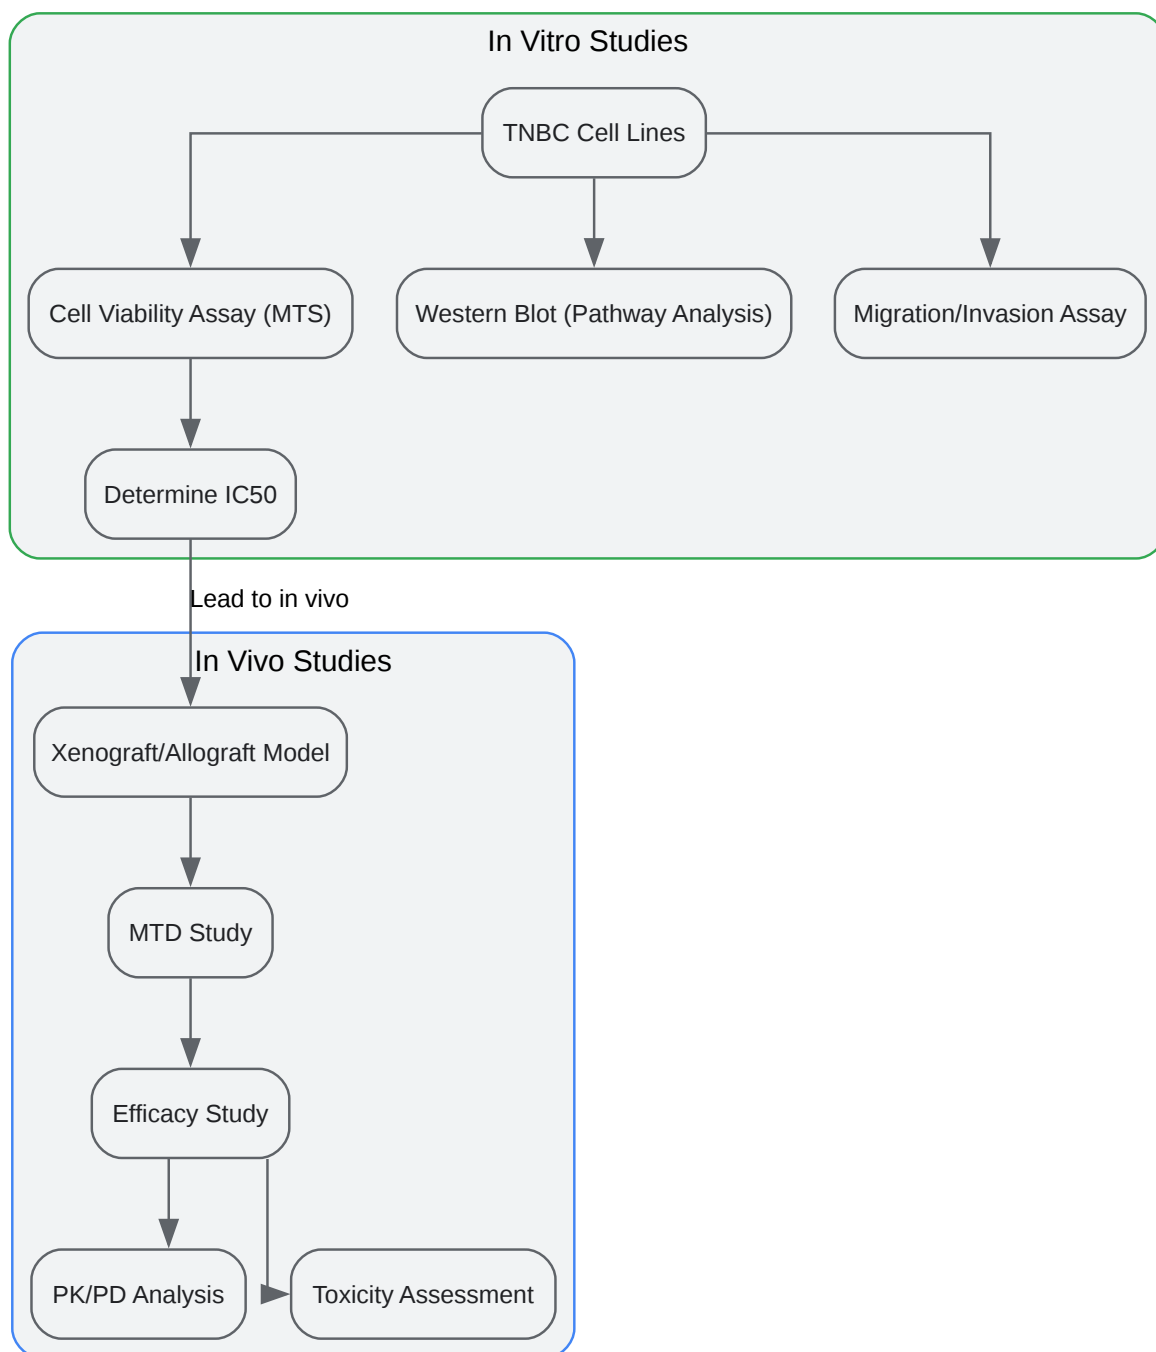 In Vitro Studies
TNBC Cell Lines
Cell Viability Assay (MTS)
Western Blot (Pathway Analysis)
Migration/Invasion Assay
Determine IC50
Lead to in vivo
In Vivo Studies
Xenograft/Allograft Model
MTD Study
Efficacy Study
PK/PD Analysis
Toxicity Assessment